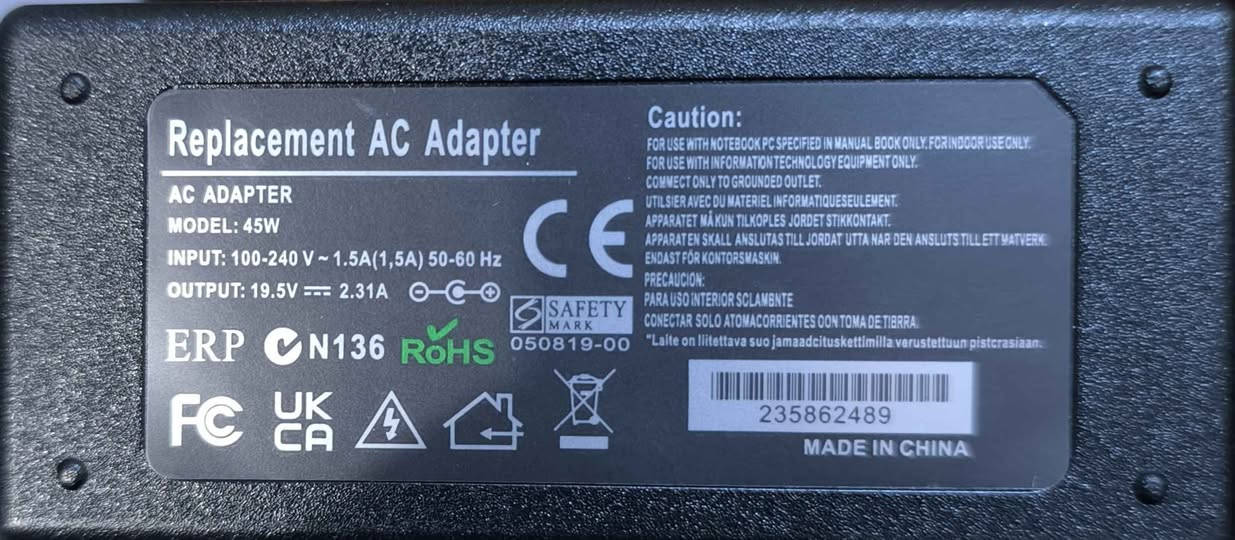 Replacement AC Adapter
AC ADAPTER
MODEL: 45W
INPUT: 100-240 V ~ 1.5A(1,5A) 50-60 Hz
OUTPUT: 19.5V ⎓ 2.31A
CE
SAFETY
MARK
050819-00
ERP N136 RoHS
FC UK
CA
Caution:
FOR USE WITH NOTEBOOK PC SPECIFIED IN MANUAL BOOK ONLY. FOR INDOOR USE ONLY.
FOR USE WITH INFORMATION TECHNOLOGY EQUIPMENT ONLY.
COMMECT ONLY TO GROUNDED OUTLET.
UTILSIER AVEC DU MATERIEL INFORMATIQUESEULEMENT.
APPARATET MÅ KUN TILKOPLES JORDET STIKKONTAKT.
APPARATEN SKALL ANSLUTAS TILL JORDAT UTTA NAR DEN ANSLUTS TILL ETT MATVERK.
ENDAST FÖR KONTORSMASKIN.
PRECAUCION:
PARA USO INTERIOR SCLAMBNTE
CONECTAR SOLO ATOMACORRIENTES OON TOMA DE TIBRRA.
"Laite on liitettava suo jamaadcituskettimilla verustettuun pistcrasiaan.
235862489
MADE IN CHINA